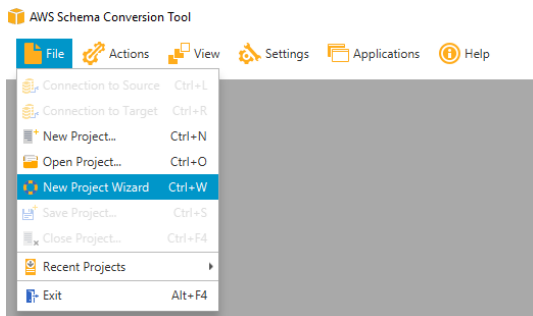 AWS Schema Conversion Tool
File Actions View Settings Applications Help
Connection to Source Ctrl+L
Connection to Target Ctrl+R
New Project... Ctrl+N
Open Project... Ctrl+O
New Project Wizard Ctrl+W
Save Project... Ctrl+S
Close Project... Ctrl+F4
Recent Projects
Exit Alt+F4